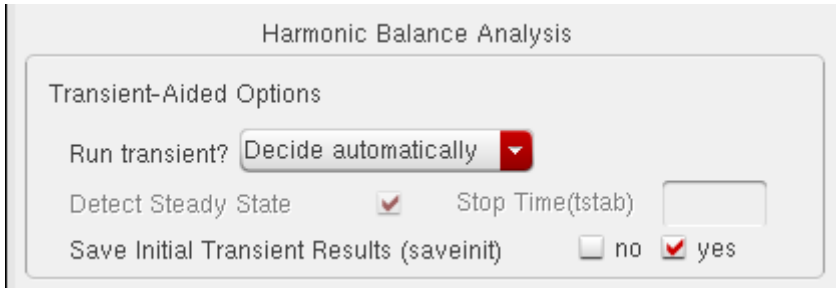 Harmonic Balance Analysis
Transient-Aided Options
Run transient? Decide automatically
Detect Steady State Stop Time(tstab)
Save Initial Transient Results (saveinit) no yes